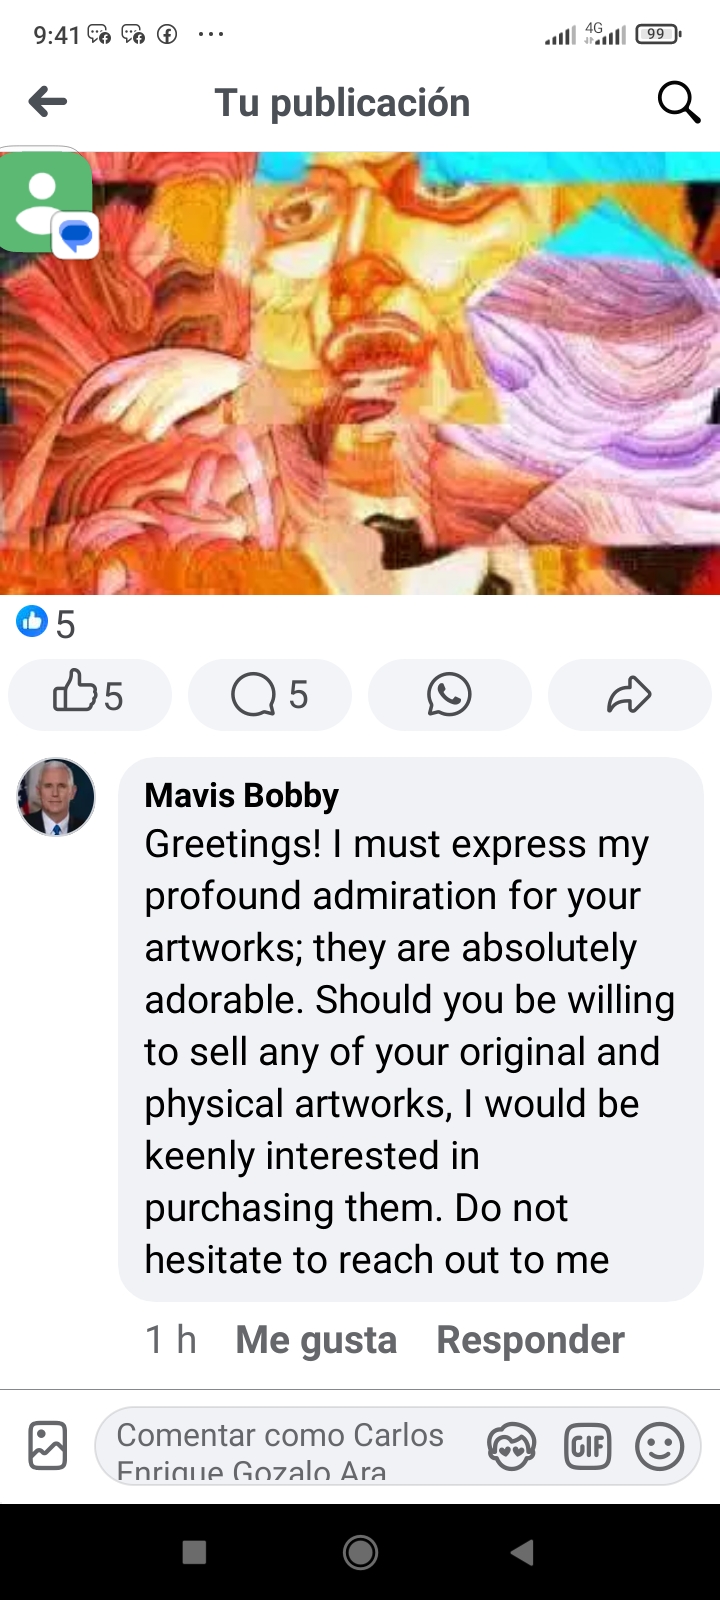 9:41
4G
99
Tu publicación
5
5
5
Mavis Bobby
Greetings! I must express my
profound admiration for your
artworks; they are absolutely
adorable. Should you be willing
to sell any of your original and
physical artworks, I would be
keenly interested in
purchasing them. Do not
hesitate to reach out to me
1 h Me gusta Responder
Comentar como Carlos
Enrique Gozalo Ara
GIF